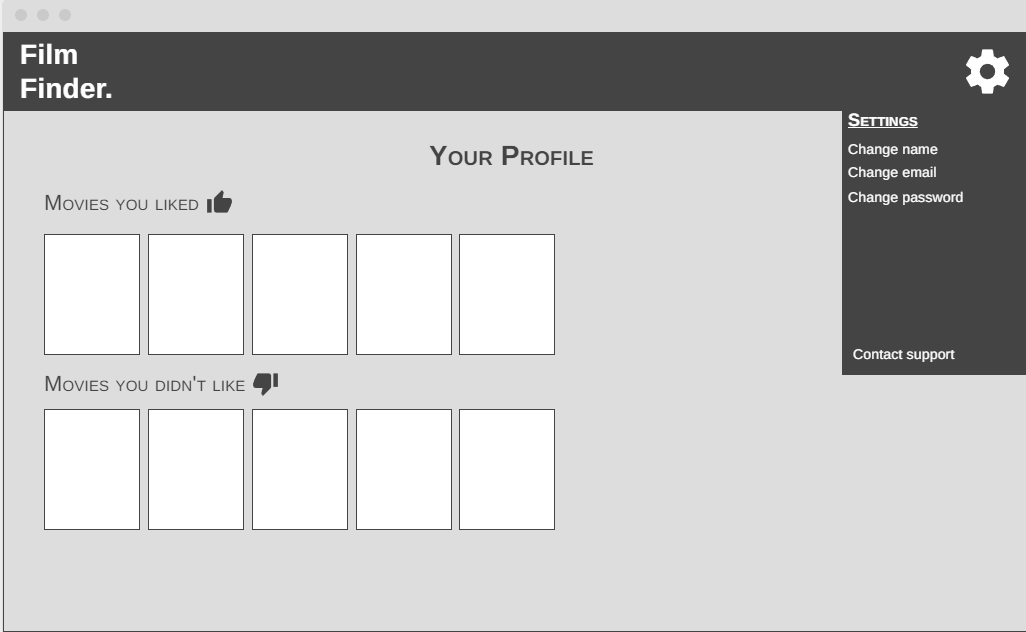 Film
Finder.
Settings
Your Profile
Change name
Change email
Change password
Movies you liked
Contact support
Movies you didn't like